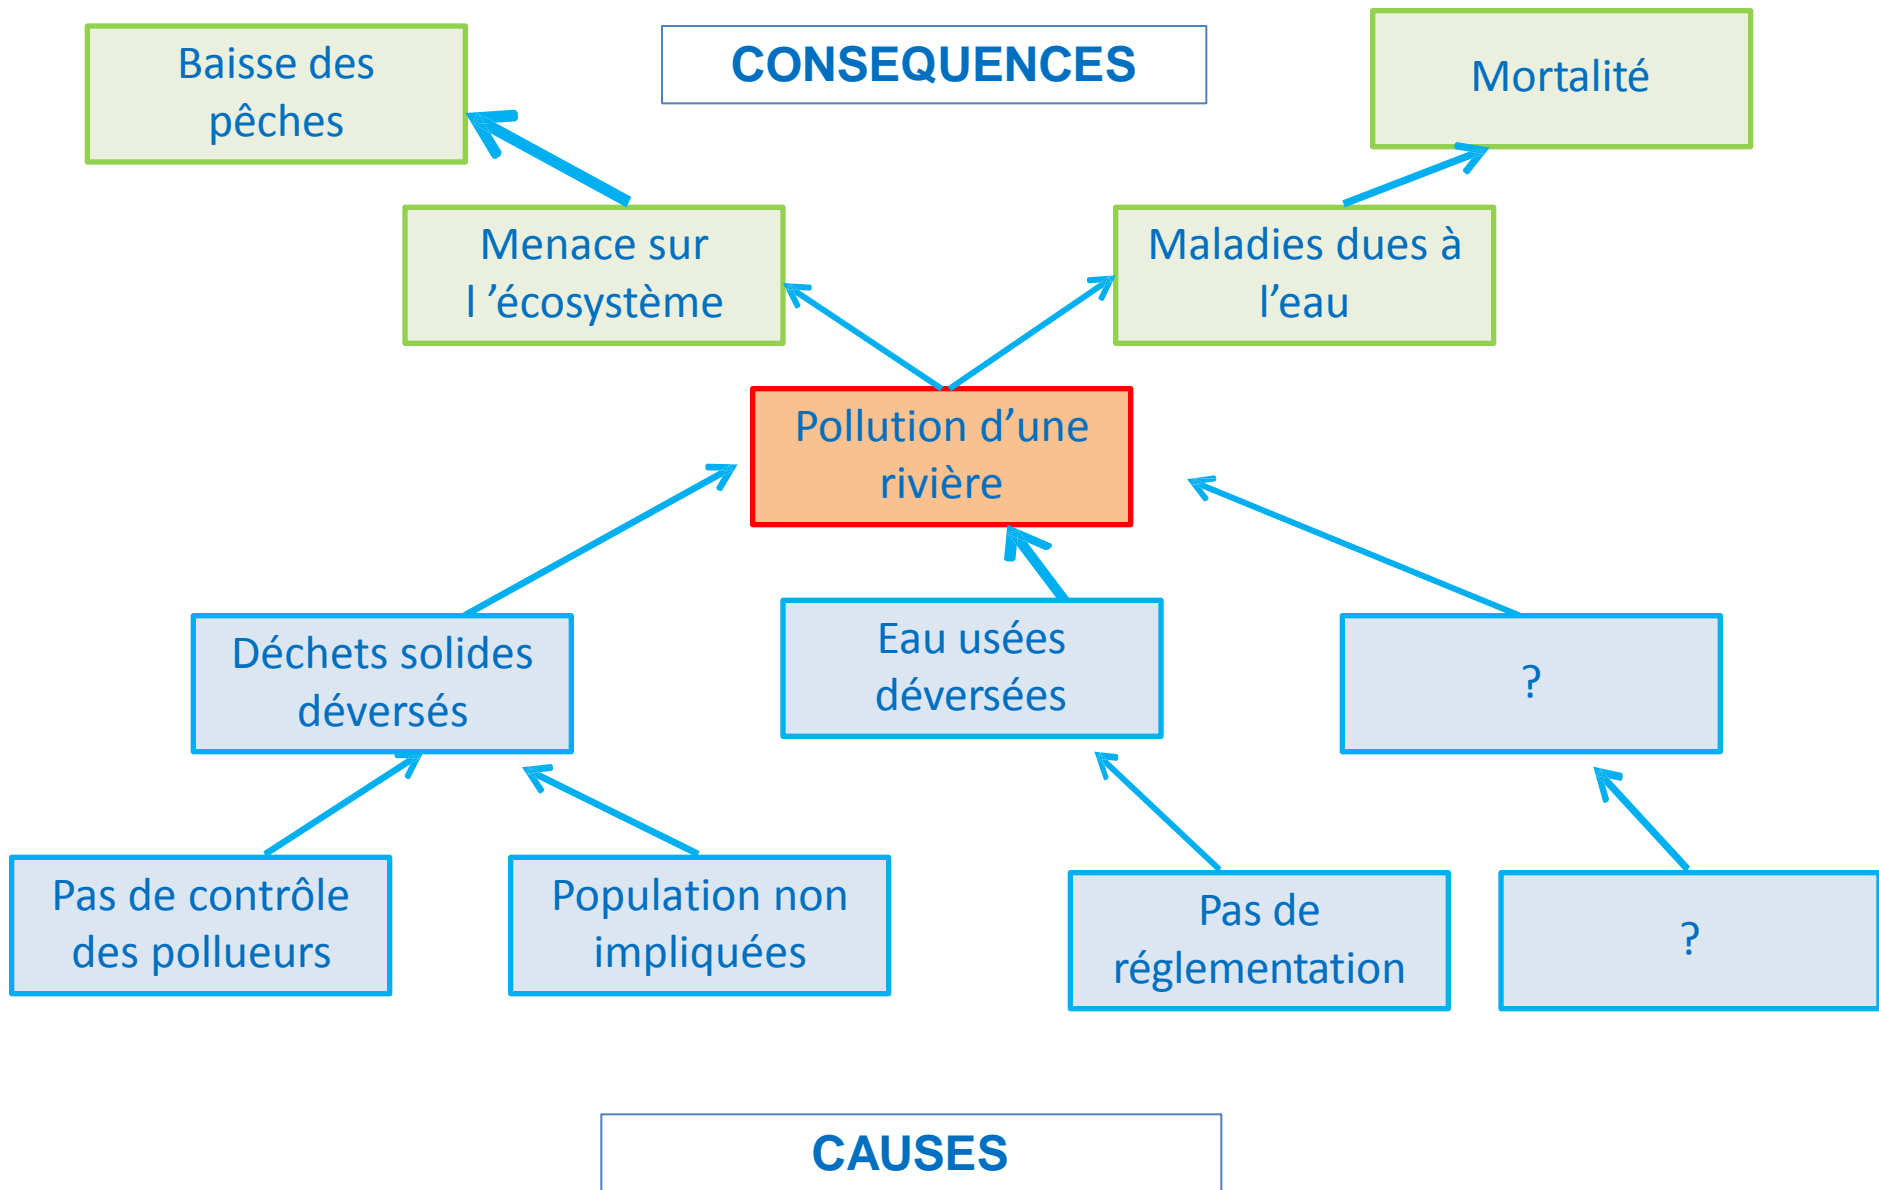 Baisse des
pêches
CONSEQUENCES
Mortalité
Menace sur
l ’écosystème
Maladies dues à
l’eau
Pollution d’une
rivière
Déchets solides
déversés
Eau usées
déversées
?
Pas de contrôle
des pollueurs
Population non
impliquées
Pas de
réglementation
?
CAUSES